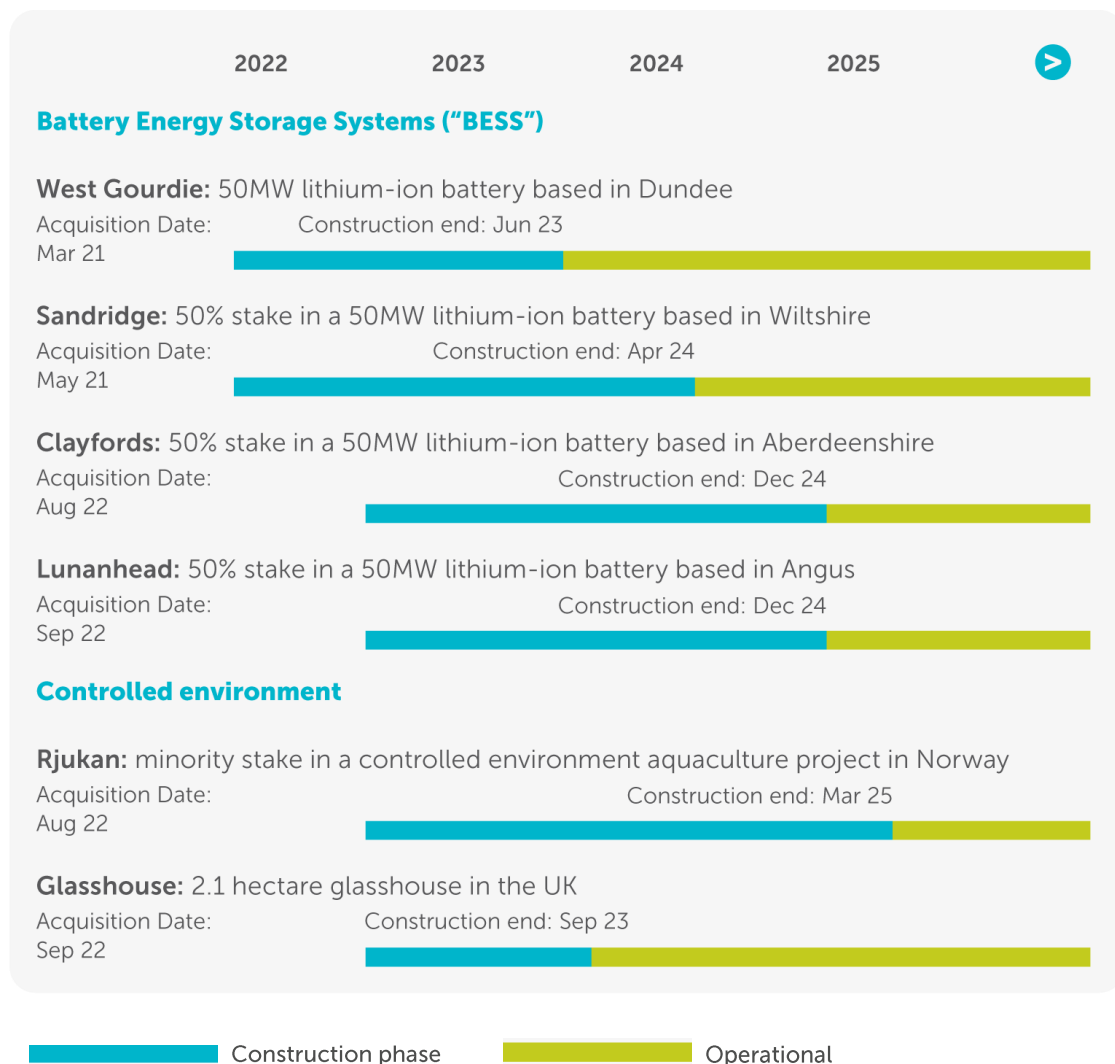 2022 2023 2024 2025 >
Battery Energy Storage Systems (“BESS”)
West Gourdie: 50MW lithium-ion battery based in Dundee
Acquisition Date: Construction end: Jun 23
Mar 21
Sandridge: 50% stake in a 50MW lithium-ion battery based in Wiltshire
Acquisition Date: Construction end: Apr 24
May 21
Clayfords: 50% stake in a 50MW lithium-ion battery based in Aberdeenshire
Acquisition Date: Construction end: Dec 24
Aug 22
Lunanhead: 50% stake in a 50MW lithium-ion battery based in Angus
Acquisition Date: Construction end: Dec 24
Sep 22
Controlled environment
Rjukan: minority stake in a controlled environment aquaculture project in Norway
Acquisition Date: Construction end: Mar 25
Aug 22
Glasshouse: 2.1 hectare glasshouse in the UK
Acquisition Date: Construction end: Sep 23
Sep 22
Construction phase Operational